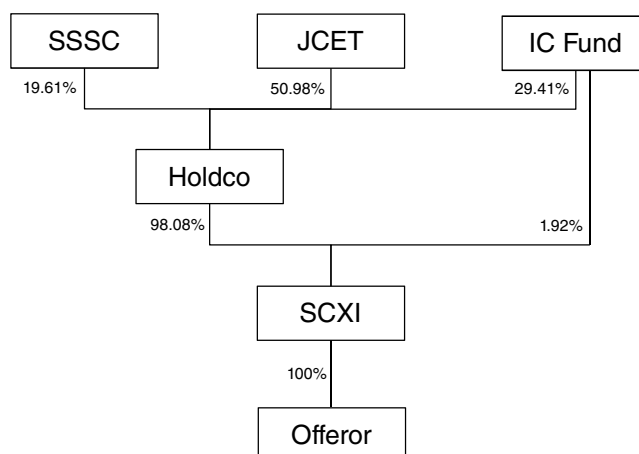 SSSC
JCET
IC Fund
19.61%
50.98%
29.41%
Holdco
98.08%
1.92%
SCXI
100%
Offeror